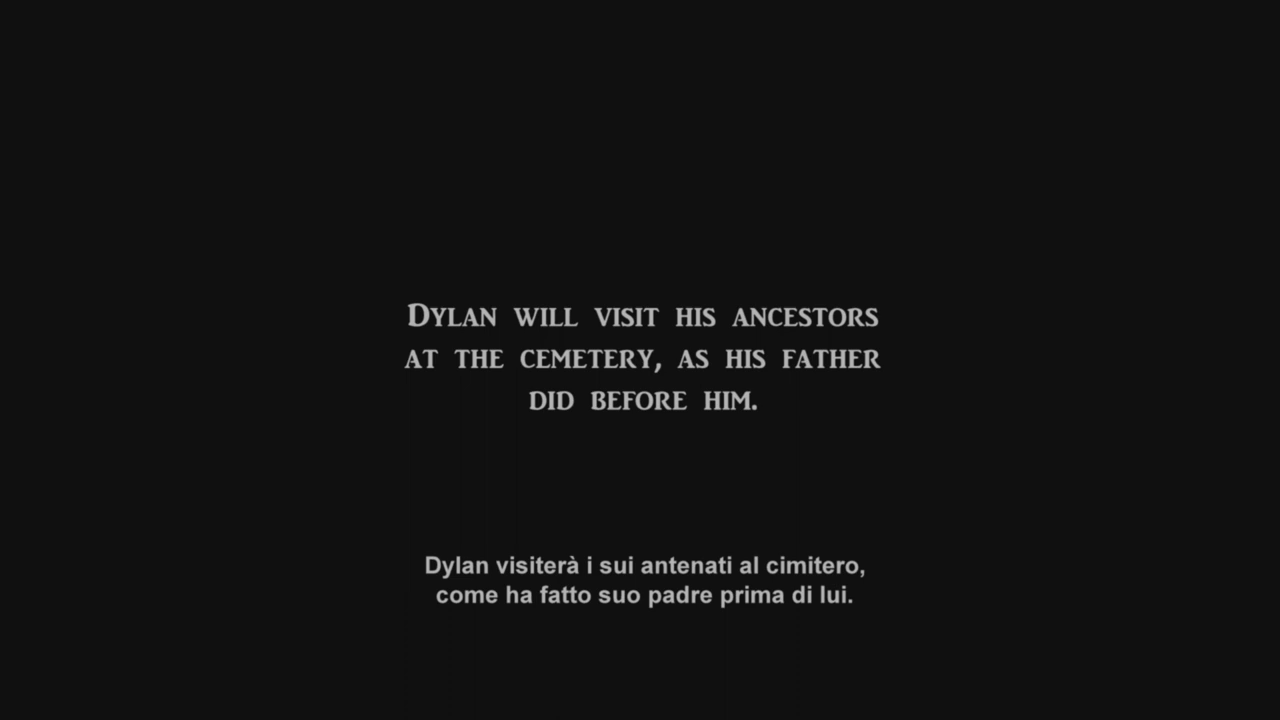 Dylan will visit his ancestors
at the cemetery, as his father
did before him.
Dylan visiterà i sui antenati al cimitero,
come ha fatto suo padre prima di lui.